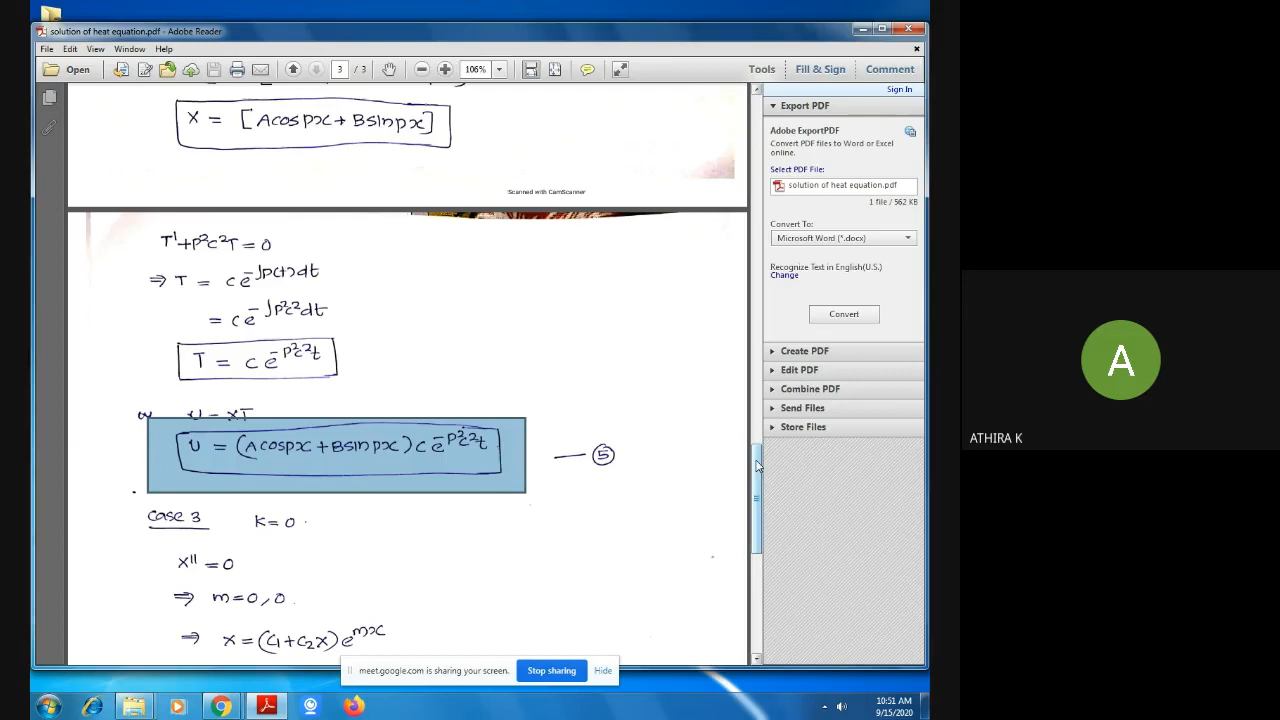 solution of heat equation.pdf - Adobe Reader
File Edit View Window Help
Open 3 / 3 106% Tools Fill & Sign Comment
Sign In
X = [Acospx + Bsinpx]
Scanned with CamScanner
T' + p²c²T = 0
⇒ T = c e^-∫p(t)dt
= c e^-∫p²c²dt
T = c e^-p²c²t
U = XT
U = (Acospx + Bsinpx) c e^-p²c²t — ⑤
Case 3 K = 0
X'' = 0
⇒ m = 0, 0
⇒ X = (c₁ + c₂x) e^mx
Export PDF
Adobe ExportPDF
Convert PDF files to Word or Excel
online.
Select PDF File:
solution of heat equation.pdf
1 file / 562 KB
Convert To:
Microsoft Word (*.docx)
Recognize Text in English(U.S.)
Change
Convert
Create PDF
Edit PDF
Combine PDF
Send Files
Store Files
meet.google.com is sharing your screen. Stop sharing Hide
10:51 AM
9/15/2020
A
ATHIRA K